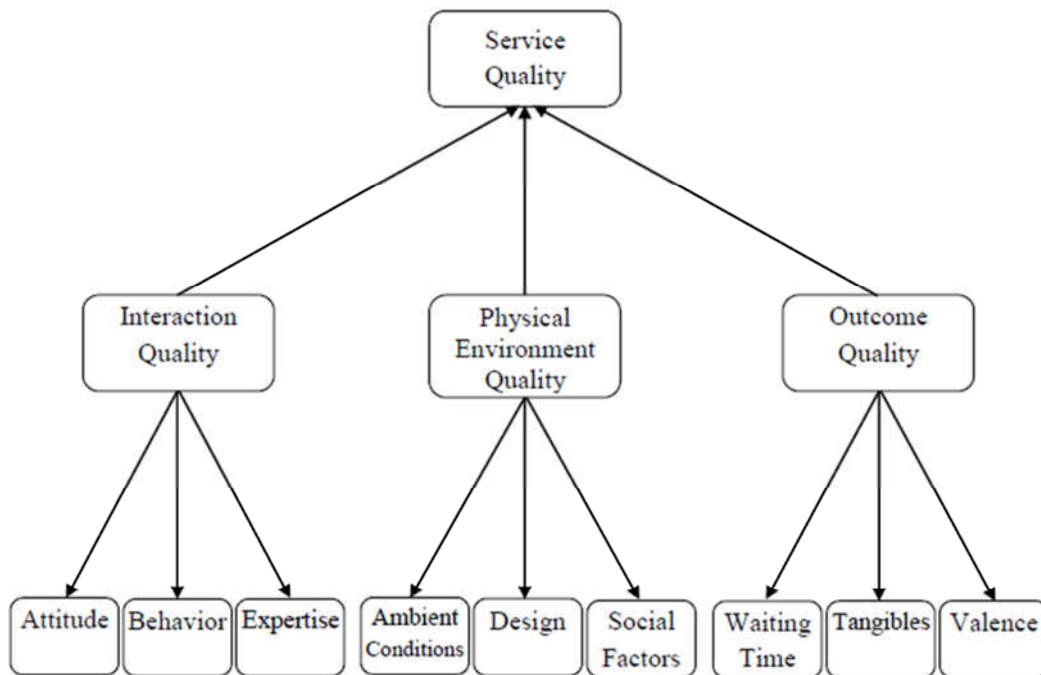 Service
Quality
Interaction
Quality
Physical
Environment
Quality
Outcome
Quality
Attitude
Behavior
Expertise
Ambient
Conditions
Design
Social
Factors
Waiting
Time
Tangibles
Valence